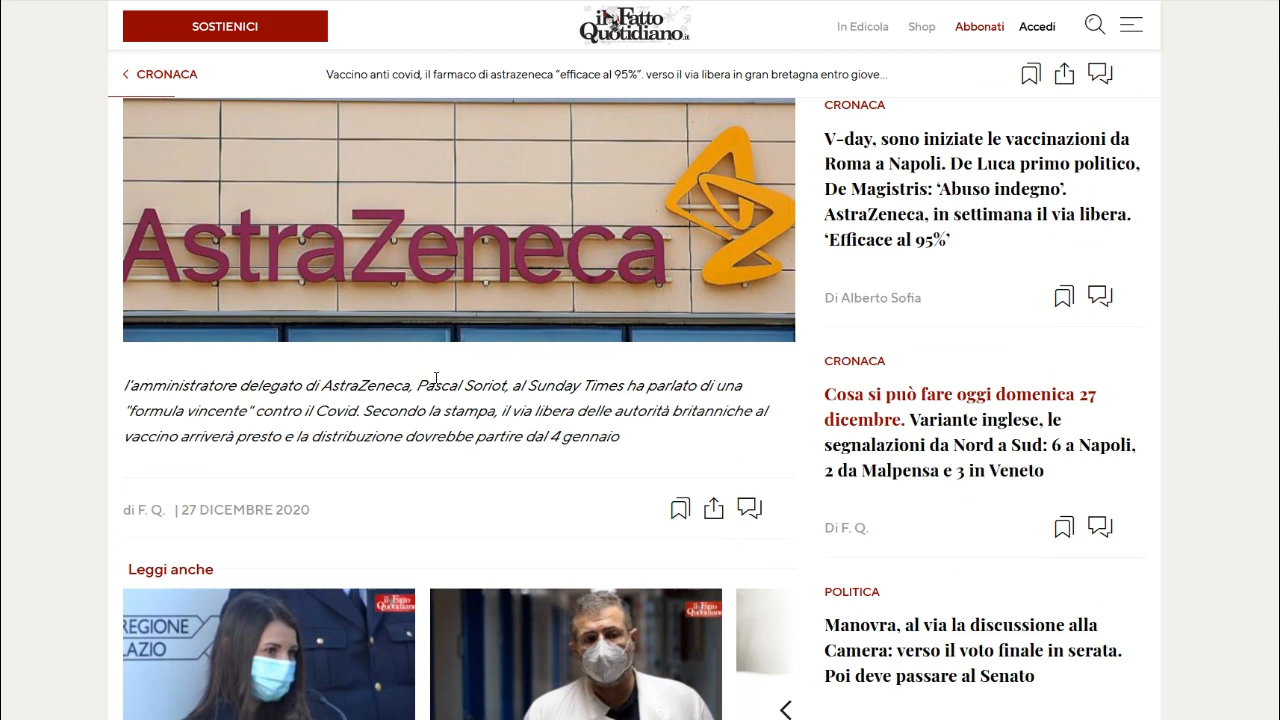 SOSTIENICI
il Fatto
Quotidiano.it
In Edicola
Shop
Abbonati
Accedi
CRONACA
Vaccino anti covid, il farmaco di astrazeneca “efficace al 95%”. verso il via libera in gran bretagna entro giove...
AstraZeneca
l'amministratore delegato di AstraZeneca, Pascal Soriot, al Sunday Times ha parlato di una
"formula vincente" contro il Covid. Secondo la stampa, il via libera delle autorità britanniche al
vaccino arriverà presto e la distribuzione dovrebbe partire dal 4 gennaio
di F. Q. | 27 DICEMBRE 2020
Leggi anche
il Fatto
Quotidiano
REGIONE
LAZIO
il Fatto
Quotidiano
CRONACA
V-day, sono iniziate le vaccinazioni da
Roma a Napoli. De Luca primo politico,
De Magistris: ‘Abuso indegno’.
AstraZeneca, in settimana il via libera.
‘Efficace al 95%’
Di Alberto Sofia
CRONACA
Cosa si può fare oggi domenica 27
dicembre. Variante inglese, le
segnalazioni da Nord a Sud: 6 a Napoli,
2 da Malpensa e 3 in Veneto
Di F. Q.
POLITICA
Manovra, al via la discussione alla
Camera: verso il voto finale in serata.
Poi deve passare al Senato